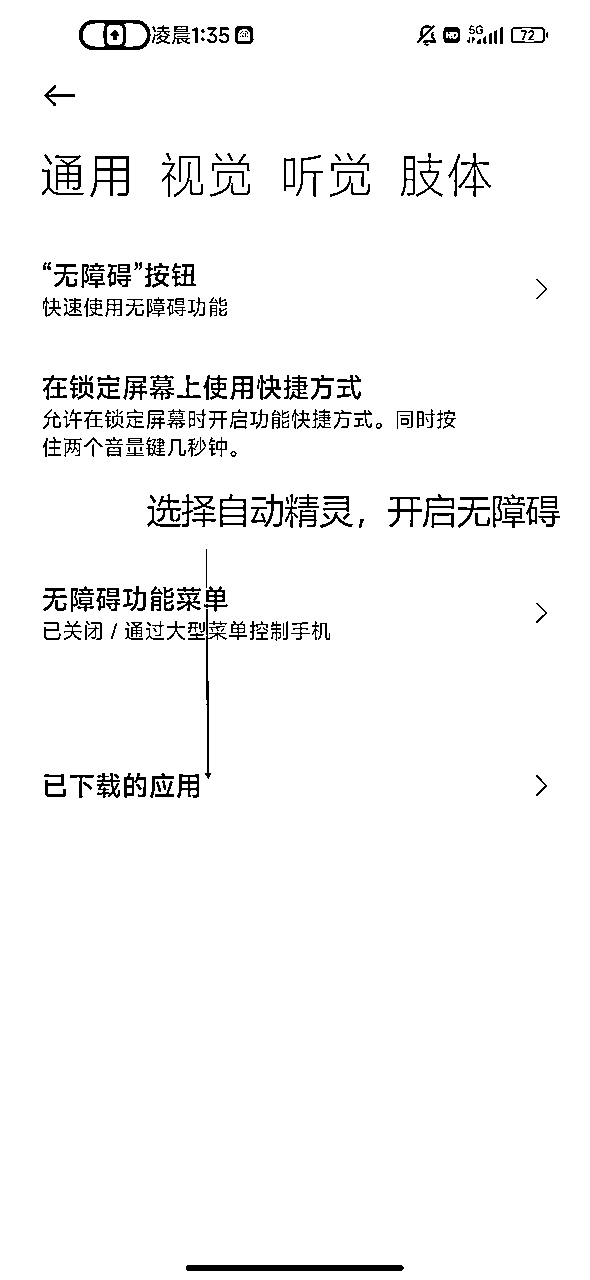 凌晨1:35 HD 5G 72
通用 视觉 听觉 肢体
“无障碍”按钮
快速使用无障碍功能
在锁定屏幕上使用快捷方式
允许在锁定屏幕时开启功能快捷方式。同时按
住两个音量键几秒钟。
选择自动精灵，开启无障碍
无障碍功能菜单
已关闭 / 通过大型菜单控制手机
已下载的应用